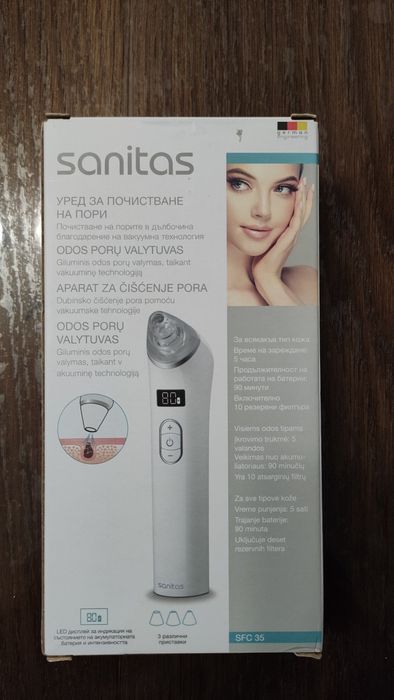 german
engineering
sanitas
УРЕД ЗА ПОЧИСТВАНЕ
НА ПОРИ
Почистване на порите в дълбочина
благодарение на вакуумна технология
ODOS PORŲ VALYTUVAS
Giluminis odos porų valymas, taikant
vakuuminę technologiją
APARAT ZA ČIŠĆENJE PORA
Dubinsko čišćenje pora pomoću
vakuumske tehnologije
ODOS PORŲ
VALYTUVAS
Giluminis odos porų
valymas, taikant v
akuuminę technologiją
80
sanitas
За всякакъв тип кожа
Време на зареждане:
5 часа
Продължителност на
работата на батерии:
90 минути
Включително
10 резервни филтъра
Visiems odos tipams
Įkrovimo trukmė: 5
valandos
Veikimas nuo akumu-
liatoriaus: 90 minučių
Yra 10 atsarginių filtrų
Za sve tipove kože
Vreme punjenja: 5 sati
Trajanje baterije:
90 minuta
Uključuje deset
rezervnih filtera
80
LED дисплей за индикация на
състоянието на акумулаторната
батерия и интензивността
3 различни
приставки
SFC 35